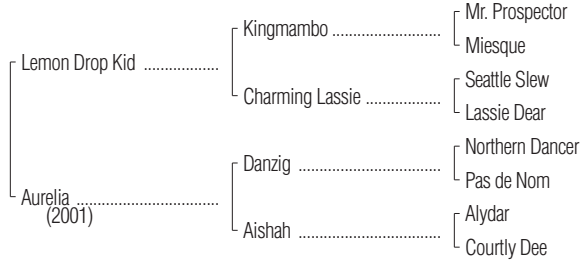 Mr. Prospector
Kingmambo ........................
Miesque
Lemon Drop Kid ................
Seattle Slew
Charming Lassie ................
Lassie Dear
Northern Dancer
Danzig ...............................
Pas de Nom
Aurelia ...............................
(2001)
Alydar
Aishah ...............................
Courtly Dee